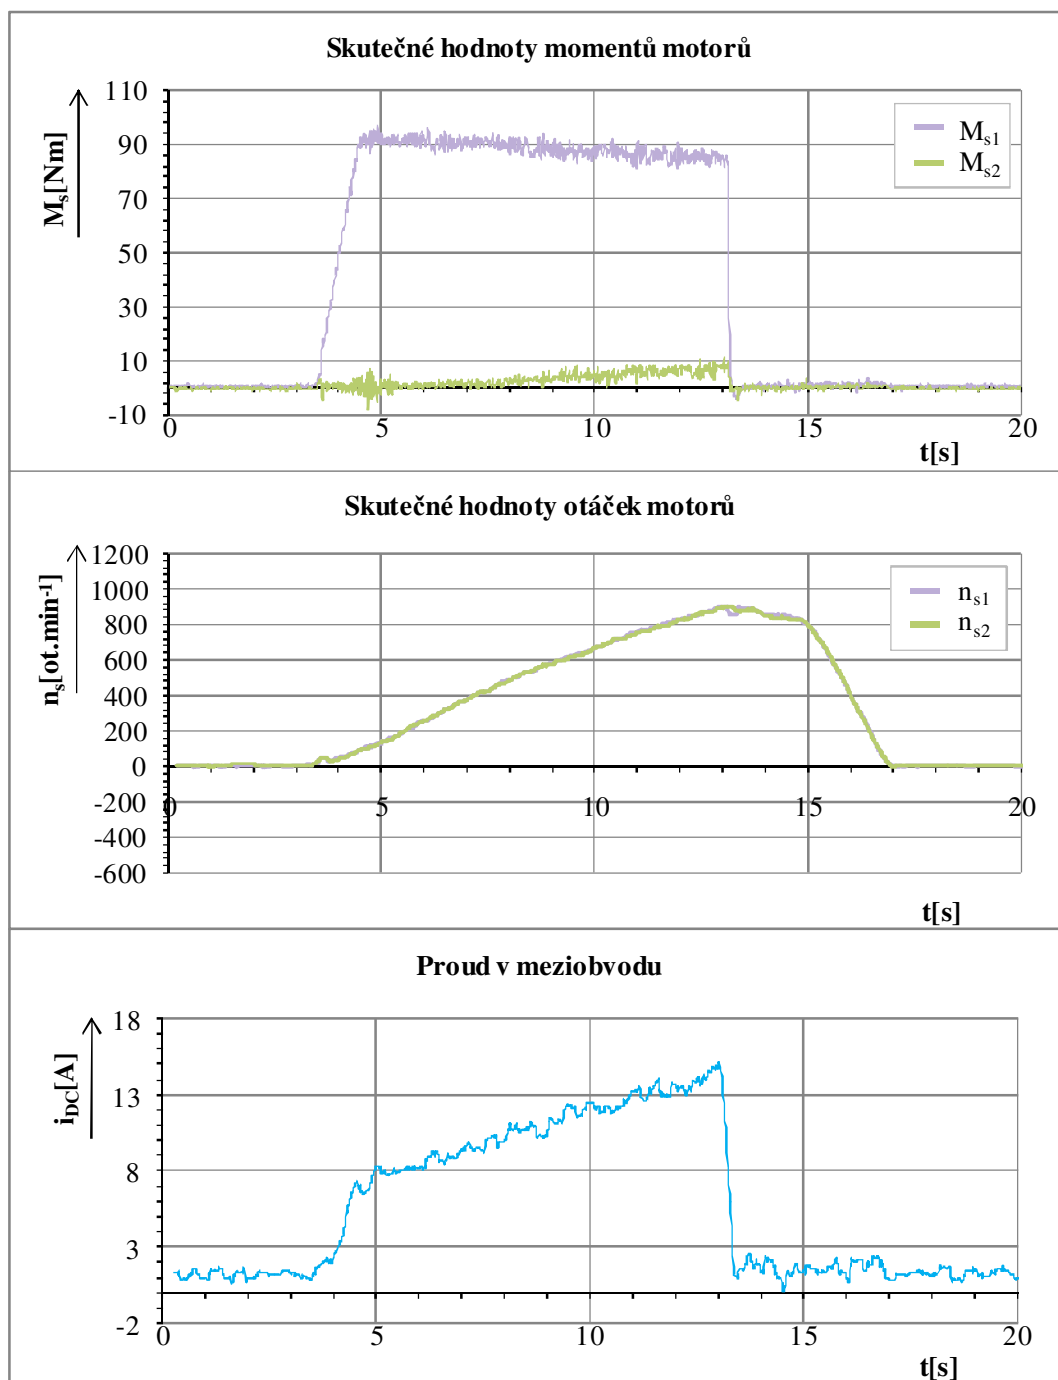 Skutečné hodnoty momentů motorů
Mₛ[Nm]
110
90
70
50
30
10
-10
Mₛ₁
Mₛ₂
0 5 10 15 20
t[s]
Skutečné hodnoty otáček motorů
nₛ[ot.min⁻¹]
1200
1000
800
600
400
200
0
-200
-400
-600
nₛ₁
nₛ₂
0 5 10 15 20
t[s]
Proud v meziobvodu
i_DC[A]
18
13
8
3
-2
0 5 10 15 20
t[s]